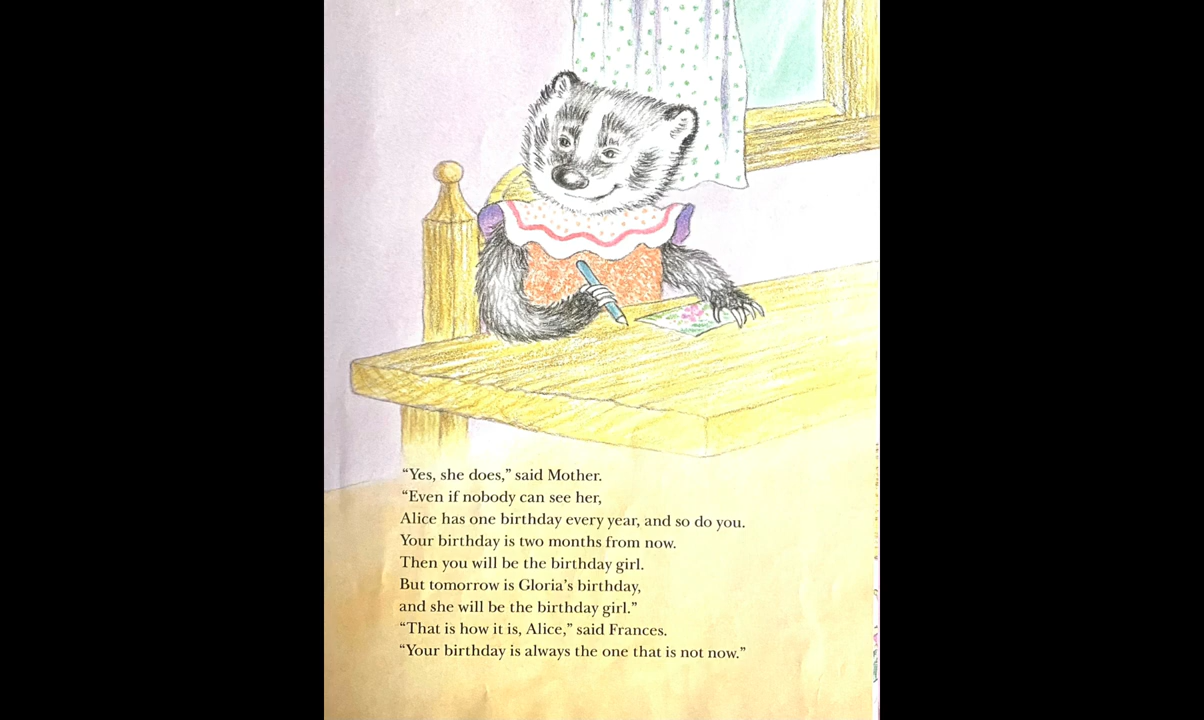 “Yes, she does,” said Mother.
“Even if nobody can see her,
Alice has one birthday every year, and so do you.
Your birthday is two months from now.
Then you will be the birthday girl.
But tomorrow is Gloria’s birthday,
and she will be the birthday girl.”
“That is how it is, Alice,” said Frances.
“Your birthday is always the one that is not now.”